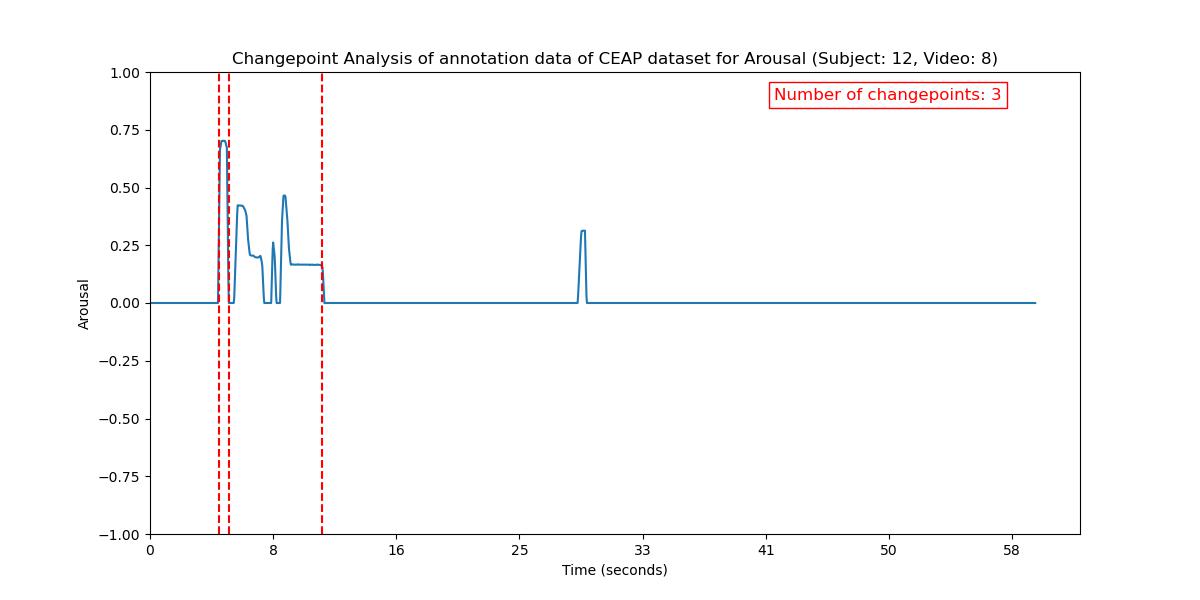 Changepoint Analysis of annotation data of CEAP dataset for Arousal (Subject: 12, Video: 8)
Number of changepoints: 3
1.00
0.75
0.50
0.25
0.00
−0.25
−0.50
−0.75
−1.00
Arousal
0 8 16 25 33 41 50 58
Time (seconds)